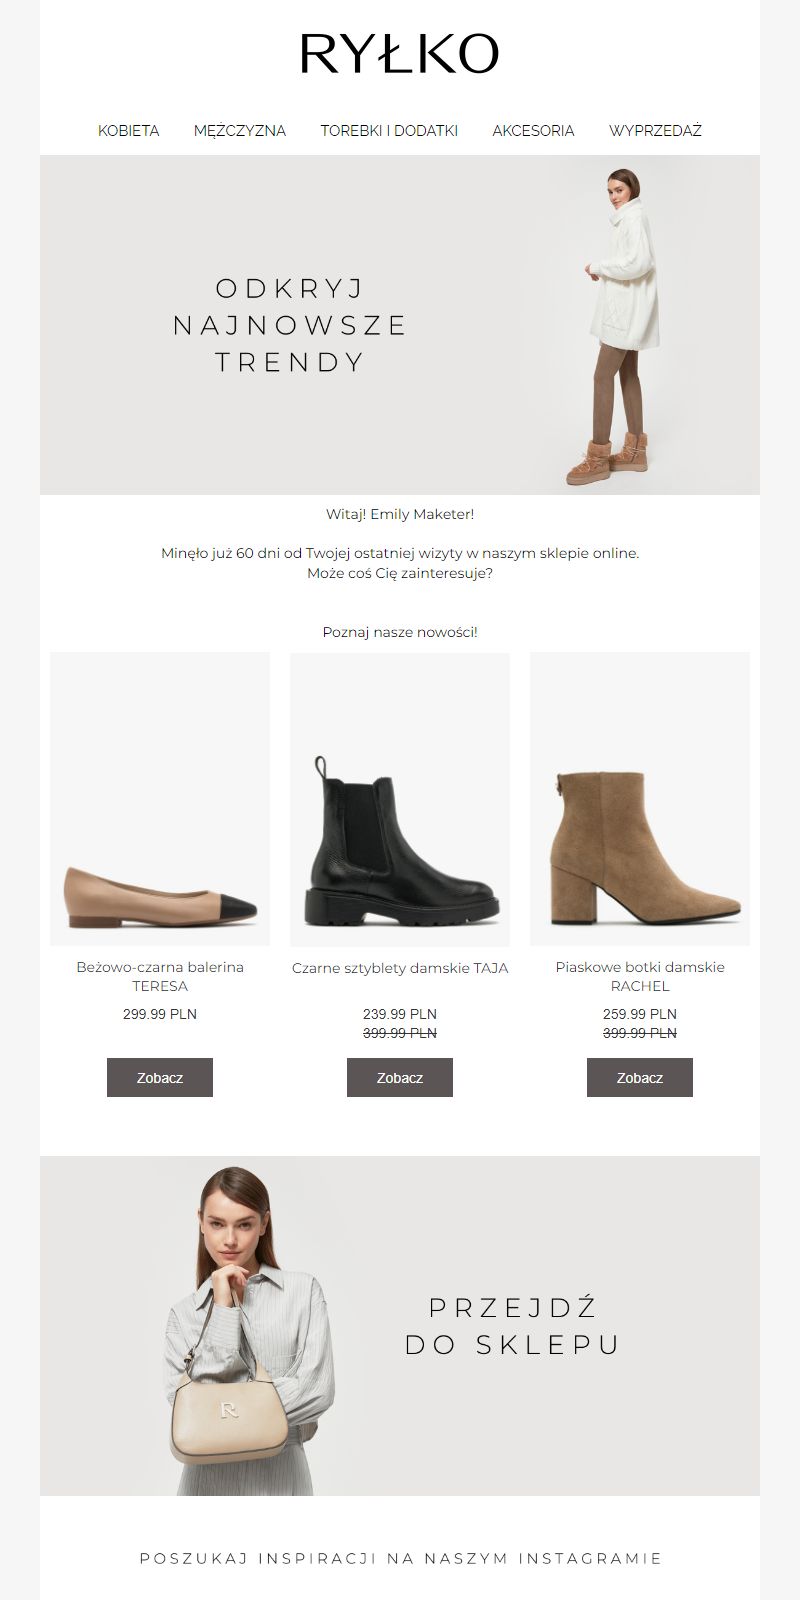 RYŁKO
KOBIETA MĘŻCZYZNA TOREBKI I DODATKI AKCESORIA WYPRZEDAŻ
ODKRYJ
NAJNOWSZE
TRENDY
Witaj! Emily Maketer!
Minęło już 60 dni od Twojej ostatniej wizyty w naszym sklepie online.
Może coś Cię zainteresuje?
Poznaj nasze nowości!
Beżowo-czarna balerina
TERESA
299.99 PLN
Zobacz
Czarne sztyblety damskie TAJA
239.99 PLN
399.99 PLN
Zobacz
Piaskowe botki damskie
RACHEL
259.99 PLN
399.99 PLN
Zobacz
R
PRZEJDŹ
DO SKLEPU
POSZUKAJ INSPIRACJI NA NASZYM INSTAGRAMIE